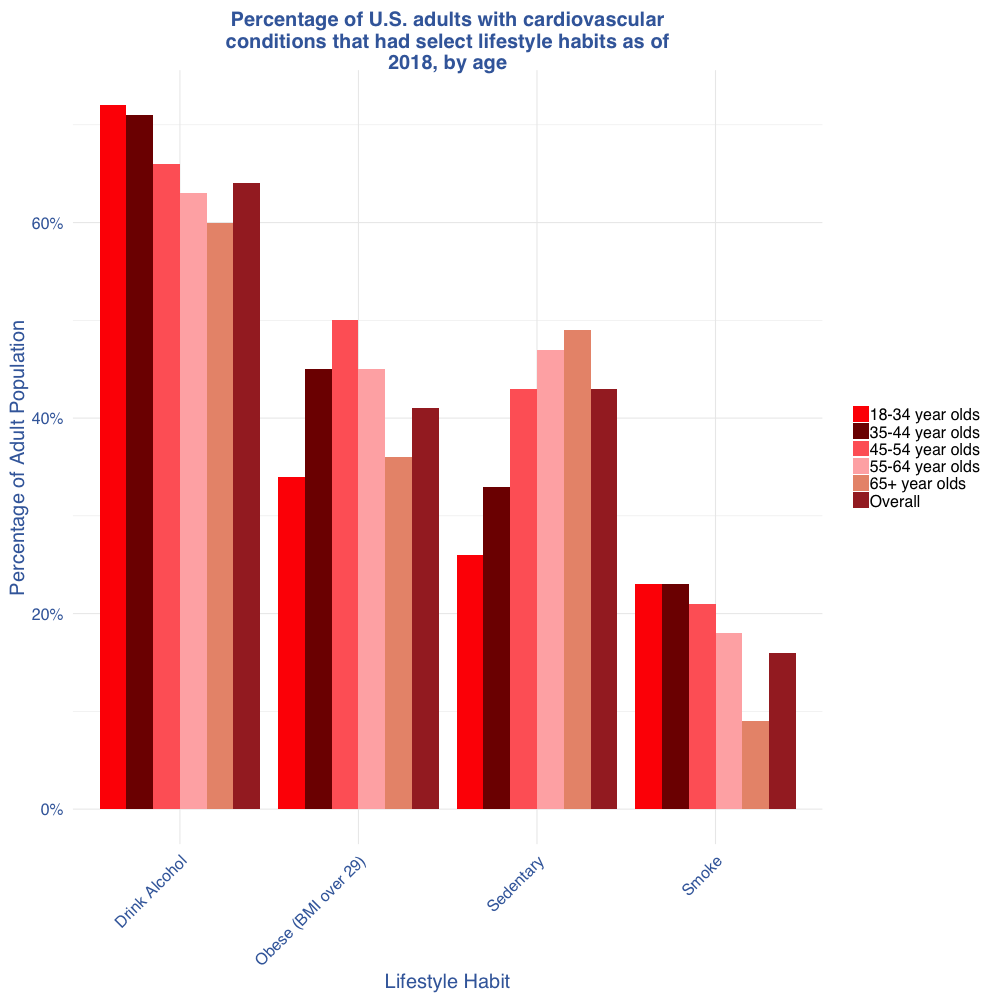 Percentage of U.S. adults with cardiovascular
conditions that had select lifestyle habits as of
2018, by age
Percentage of Adult Population
60%
40%
20%
0%
Drink Alcohol
Obese (BMI over 29)
Sedentary
Smoke
Lifestyle Habit
18-34 year olds
35-44 year olds
45-54 year olds
55-64 year olds
65+ year olds
Overall